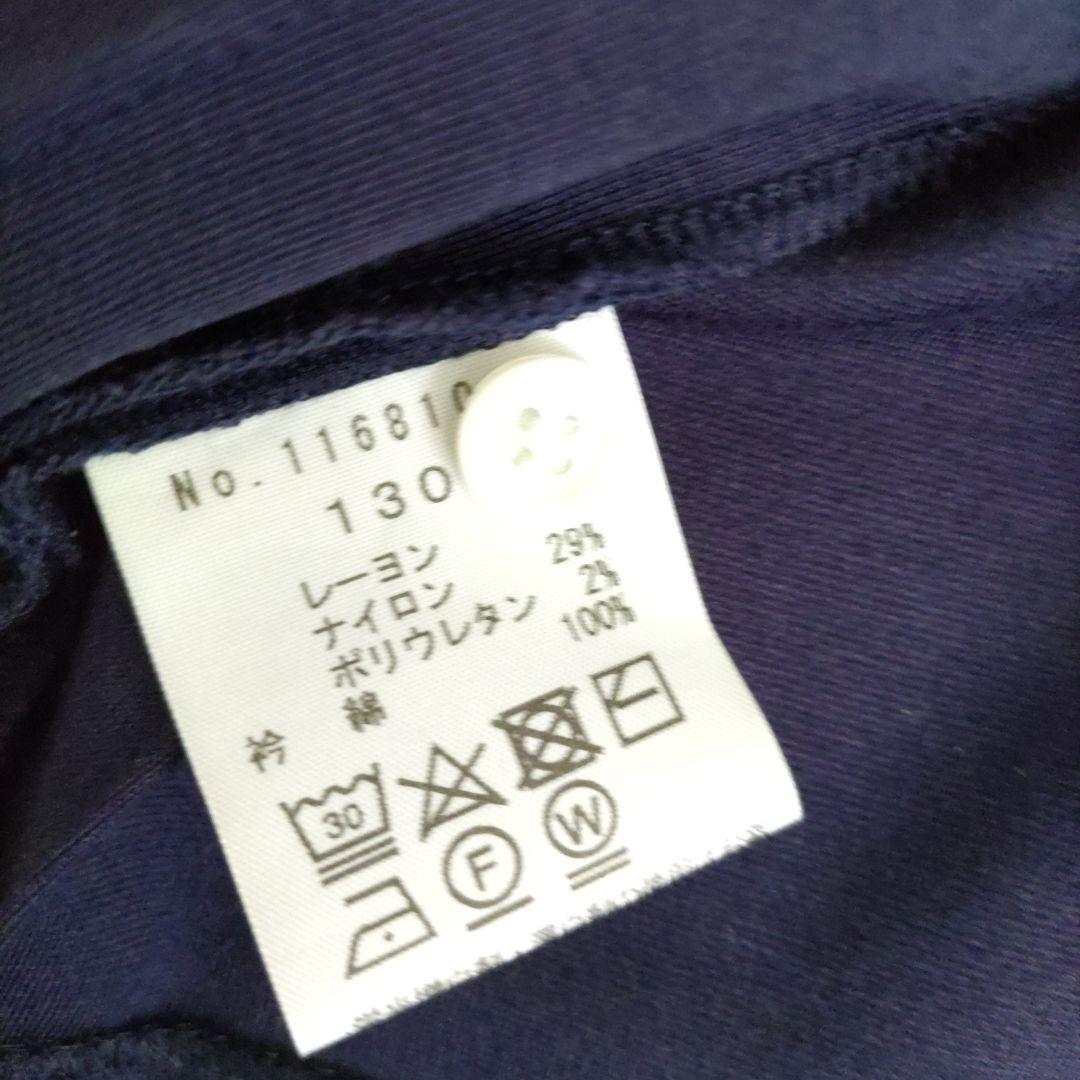 No.11681
130
レーヨン
ナイロン 29%
ポリウレタン 2%
衿 綿 100%
30
F W